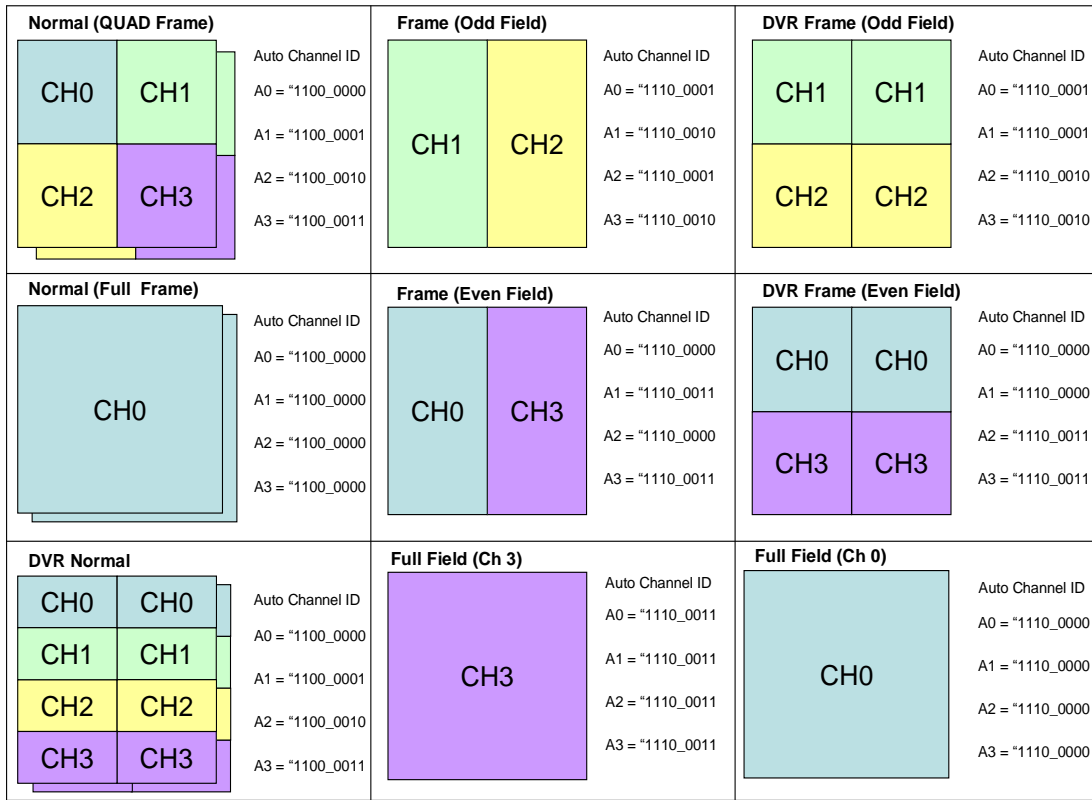 Normal (QUAD Frame)
CH0 CH1
CH2 CH3
Auto Channel ID
A0 = “1100_0000
A1 = “1100_0001
A2 = “1100_0010
A3 = “1100_0011
Frame (Odd Field)
CH1 CH2
Auto Channel ID
A0 = “1110_0001
A1 = “1110_0010
A2 = “1110_0001
A3 = “1110_0010
DVR Frame (Odd Field)
CH1 CH1
CH2 CH2
Auto Channel ID
A0 = “1110_0001
A1 = “1110_0001
A2 = “1110_0010
A3 = “1110_0010
Normal (Full Frame)
CH0
Auto Channel ID
A0 = “1100_0000
A1 = “1100_0000
A2 = “1100_0000
A3 = “1100_0000
Frame (Even Field)
CH0 CH3
Auto Channel ID
A0 = “1110_0000
A1 = “1110_0011
A2 = “1110_0000
A3 = “1110_0011
DVR Frame (Even Field)
CH0 CH0
CH3 CH3
Auto Channel ID
A0 = “1110_0000
A1 = “1110_0000
A2 = “1110_0011
A3 = “1110_0011
DVR Normal
CH0 CH0
CH1 CH1
CH2 CH2
CH3 CH3
Auto Channel ID
A0 = “1100_0000
A1 = “1100_0001
A2 = “1100_0010
A3 = “1100_0011
Full Field (Ch 3)
CH3
Auto Channel ID
A0 = “1110_0011
A1 = “1110_0011
A2 = “1110_0011
A3 = “1110_0011
Full Field (Ch 0)
CH0
Auto Channel ID
A0 = “1110_0000
A1 = “1110_0000
A2 = “1110_0000
A3 = “1110_0000